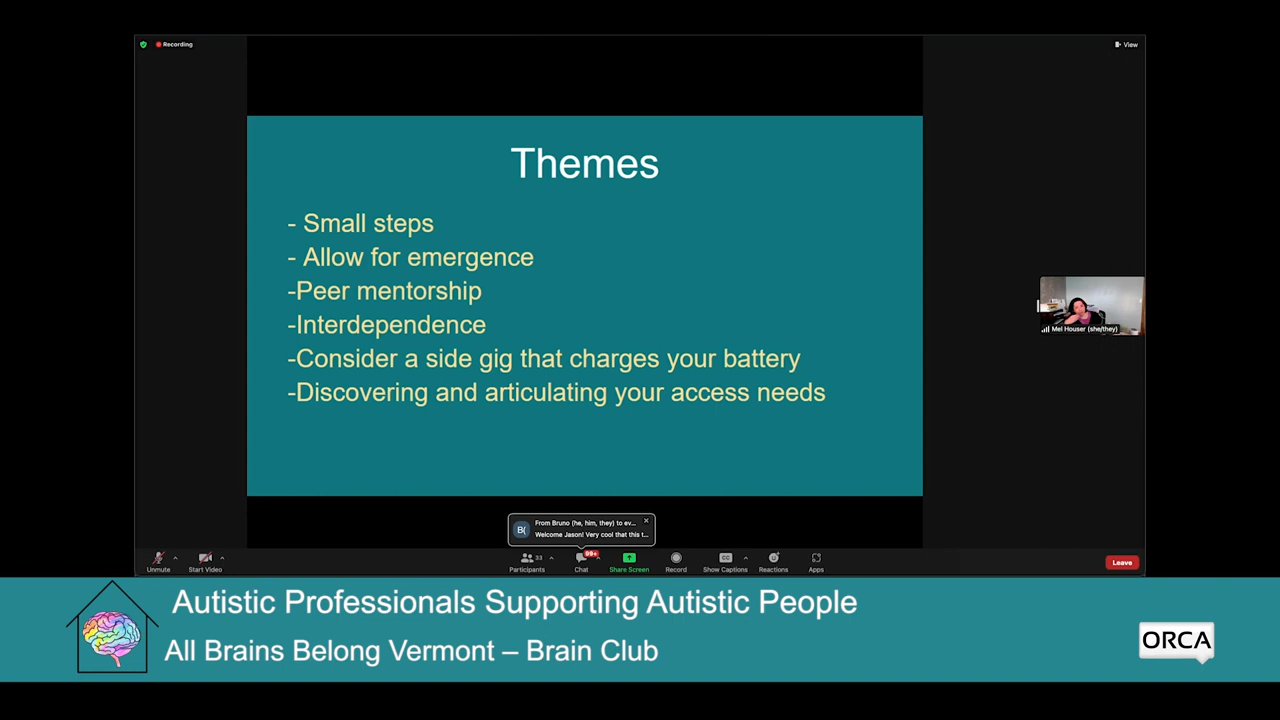 Recording
View
Themes
- Small steps
- Allow for emergence
-Peer mentorship
-Interdependence
-Consider a side gig that charges your battery
-Discovering and articulating your access needs
Mel Houser (she/they)
B(
From Bruno (he, him, they) to ev...
Welcome Jason! Very cool that this t...
33
99+
CC
Unmute
Start Video
Participants
Chat
Share Screen
Record
Show Captions
Reactions
Apps
Leave
Autistic Professionals Supporting Autistic People
All Brains Belong Vermont – Brain Club
ORCA